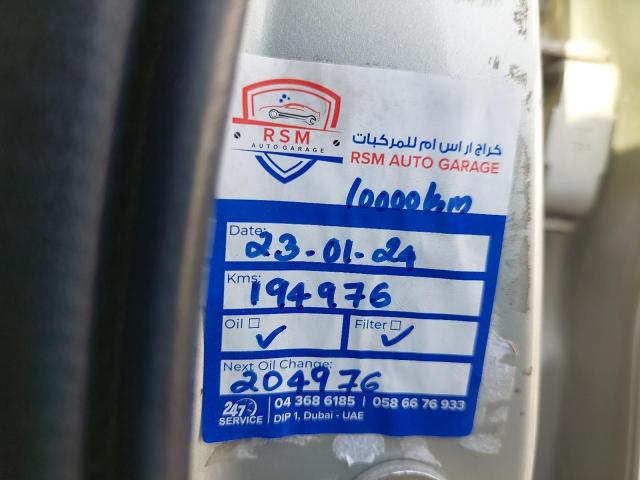 RSM
AUTO GARAGE
كراج ار اس ام للمركبات
RSM AUTO GARAGE
10000km
Date: 23-01-24
Kms: 194976
Oil ☐ ✓ Filter ☐ ✓
Next Oil Change: 204976
24/7 SERVICE
04 368 6185 | 058 66 76 933
DIP 1, Dubai - UAE